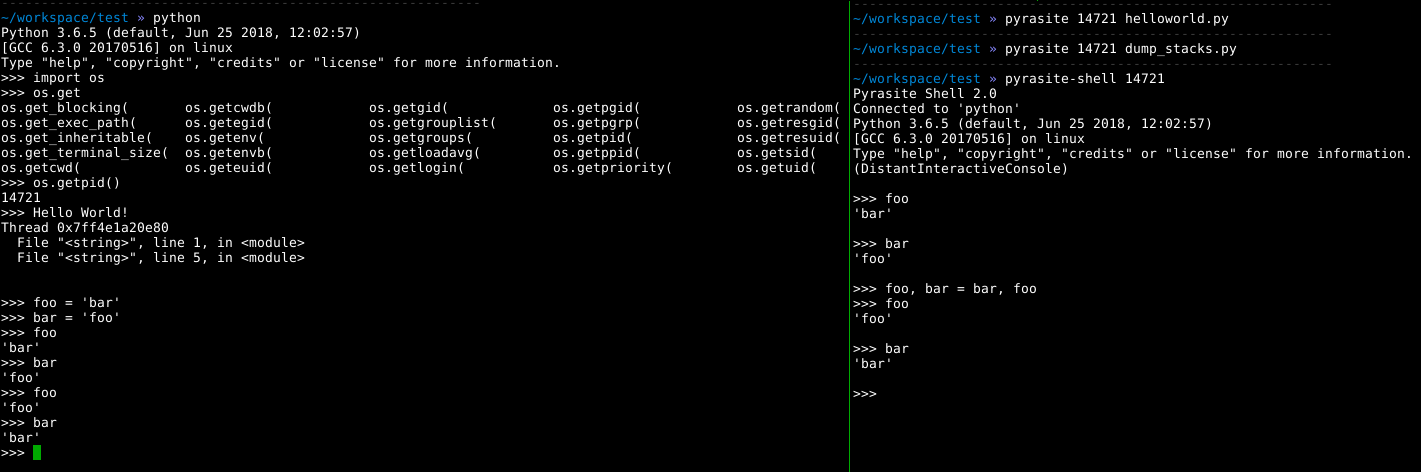 ~/workspace/test » python
Python 3.6.5 (default, Jun 25 2018, 12:02:57)
[GCC 6.3.0 20170516] on linux
Type "help", "copyright", "credits" or "license" for more information.
>>> import os
>>> os.get
os.get_blocking(       os.getcwdb(            os.getgid(             os.getpgid(            os.getrandom(
os.get_exec_path(      os.getegid(            os.getgrouplist(       os.getpgrp(            os.getresgid(
os.get_inheritable(    os.getenv(             os.getgroups(          os.getpid(             os.getresuid(
os.get_terminal_size(  os.getenvb(            os.getloadavg(         os.getppid(            os.getsid(
os.getcwd(             os.geteuid(            os.getlogin(           os.getpriority(        os.getuid(
>>> os.getpid()
14721
>>> Hello World!
Thread 0x7ff4e1a20e80
  File "<string>", line 1, in <module>
  File "<string>", line 5, in <module>
>>> foo = 'bar'
>>> bar = 'foo'
>>> foo
'bar'
>>> bar
'foo'
>>> foo
'foo'
>>> bar
'bar'
>>>
~/workspace/test » pyrasite 14721 helloworld.py
~/workspace/test » pyrasite 14721 dump_stacks.py
~/workspace/test » pyrasite-shell 14721
Pyrasite Shell 2.0
Connected to 'python'
Python 3.6.5 (default, Jun 25 2018, 12:02:57)
[GCC 6.3.0 20170516] on linux
Type "help", "copyright", "credits" or "license" for more information.
(DistantInteractiveConsole)
>>> foo
'bar'
>>> bar
'foo'
>>> foo, bar = bar, foo
>>> foo
'foo'
>>> bar
'bar'
>>>